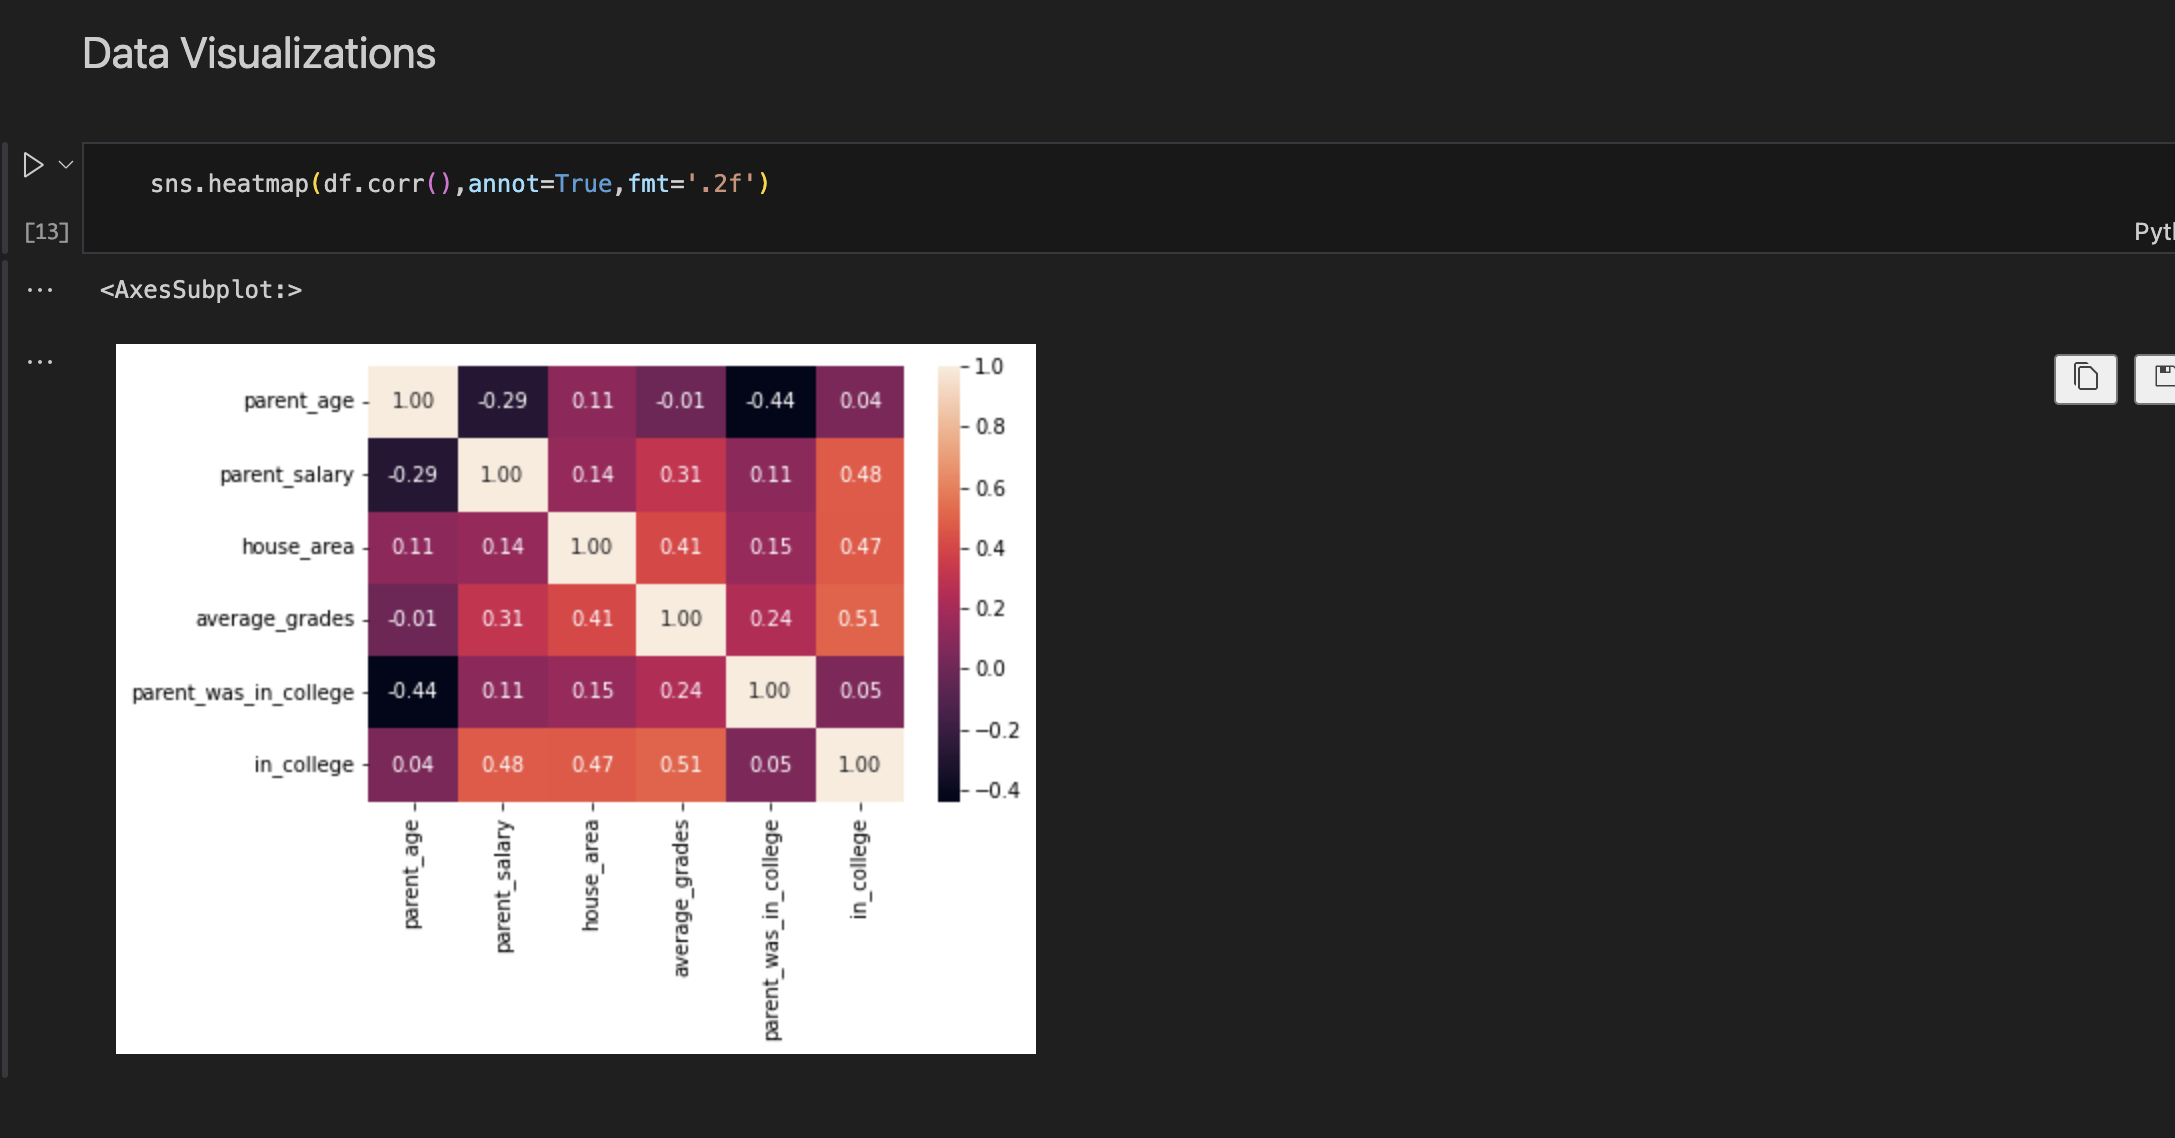 Data Visualizations
sns.heatmap(df.corr(),annot=True,fmt='.2f')
[13]
<AxesSubplot:>
parent_age 1.00 -0.29 0.11 -0.01 -0.44 0.04
parent_salary -0.29 1.00 0.14 0.31 0.11 0.48
house_area 0.11 0.14 1.00 0.41 0.15 0.47
average_grades -0.01 0.31 0.41 1.00 0.24 0.51
parent_was_in_college -0.44 0.11 0.15 0.24 1.00 0.05
in_college 0.04 0.48 0.47 0.51 0.05 1.00
parent_age
parent_salary
house_area
average_grades
parent_was_in_college
in_college
1.0
0.8
0.6
0.4
0.2
0.0
−0.2
−0.4